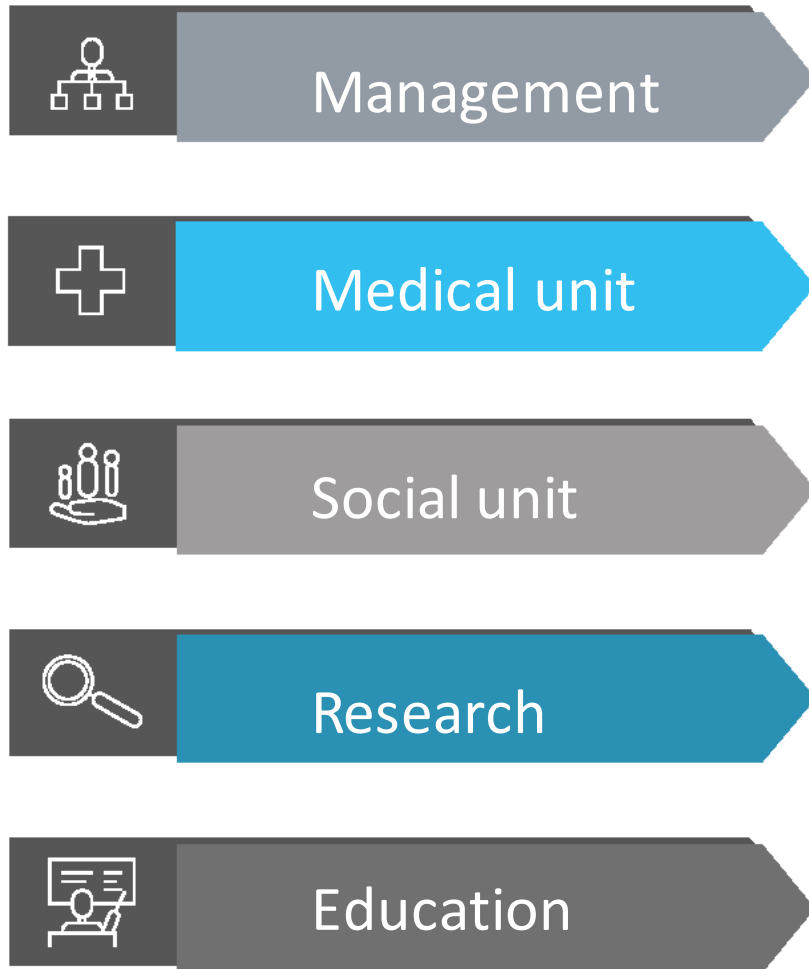 Management
Medical unit
Social unit
Research
Education